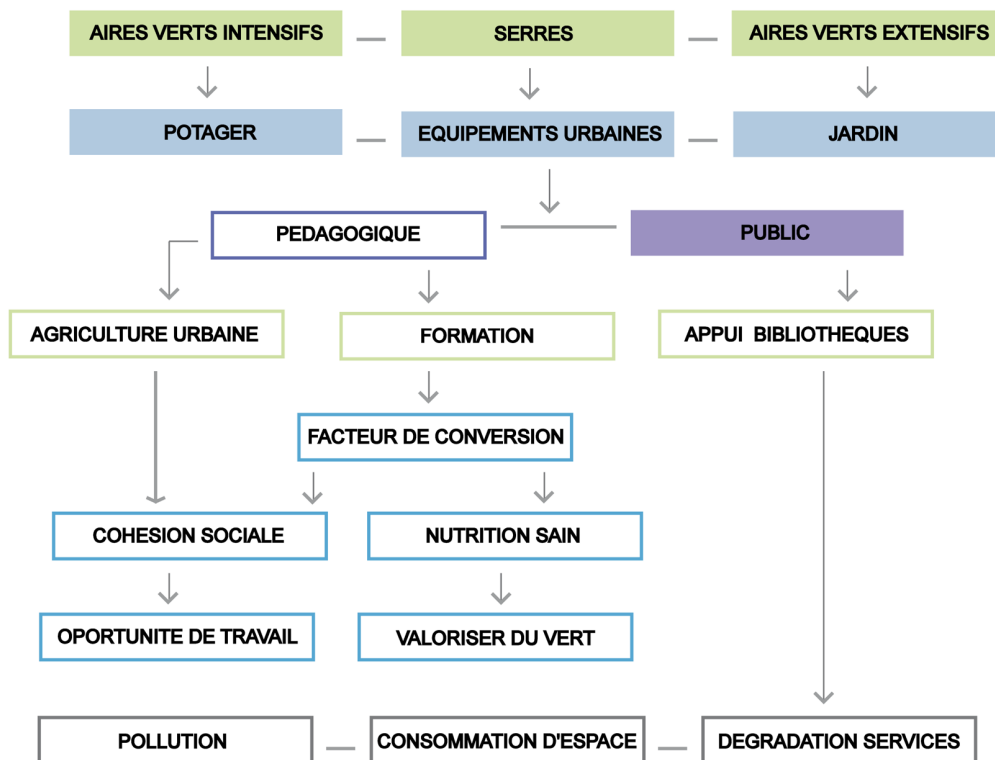 AIRES VERTS INTENSIFS
SERRES
AIRES VERTS EXTENSIFS
POTAGER
EQUIPEMENTS URBAINES
JARDIN
PEDAGOGIQUE
PUBLIC
AGRICULTURE URBAINE
FORMATION
APPUI BIBLIOTHEQUES
FACTEUR DE CONVERSION
COHESION SOCIALE
NUTRITION SAIN
OPORTUNITE DE TRAVAIL
VALORISER DU VERT
POLLUTION
CONSOMMATION D'ESPACE
DEGRADATION SERVICES